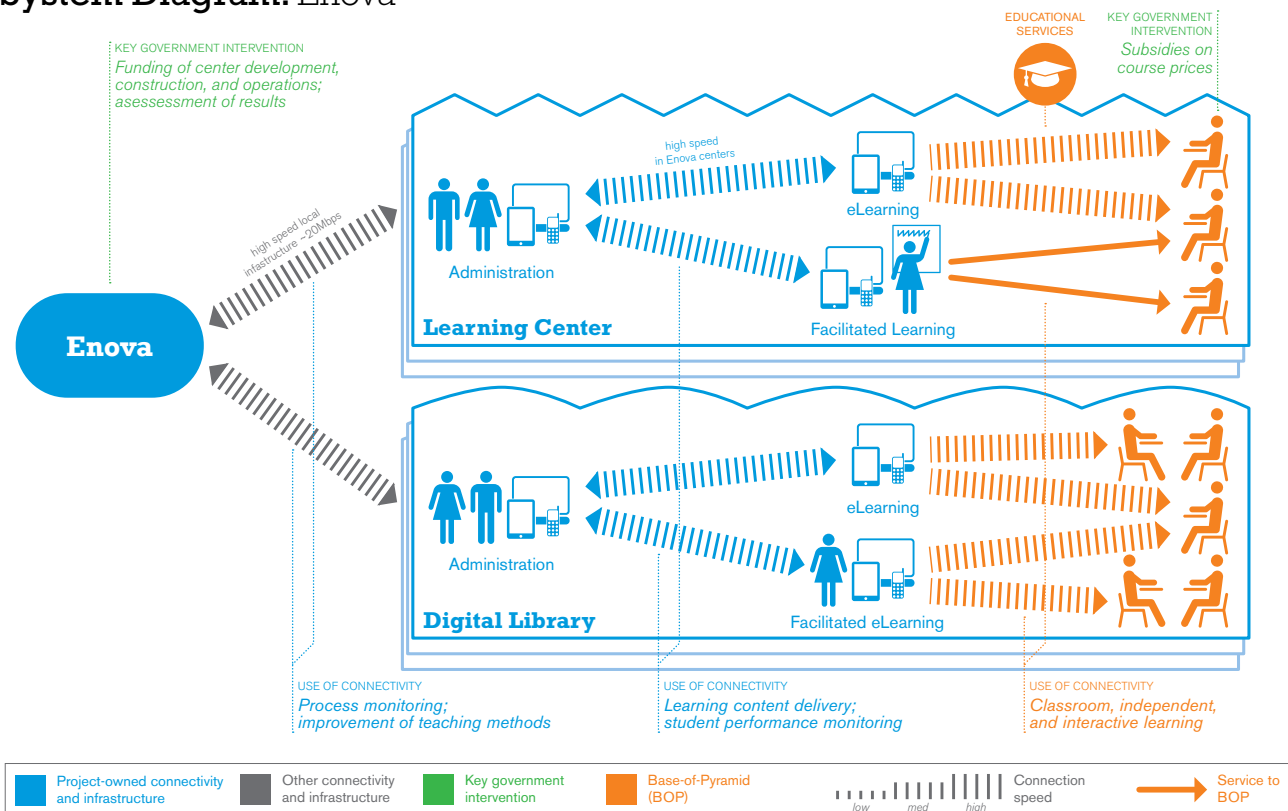 System Diagram: Enova
KEY GOVERNMENT INTERVENTION
Funding of center development,
construction, and operations;
asessessment of results
EDUCATIONAL
SERVICES
KEY GOVERNMENT
INTERVENTION
Subsidies on
course prices
high speed local
infastructure ~20Mbps
high speed
in Enova centers
Administration
eLearning
Facilitated Learning
Learning Center
Enova
Administration
eLearning
Facilitated eLearning
Digital Library
USE OF CONNECTIVITY
Process monitoring;
improvement of teaching methods
USE OF CONNECTIVITY
Learning content delivery;
student performance monitoring
USE OF CONNECTIVITY
Classroom, independent,
and interactive learning
Project-owned connectivity
and infrastructure
Other connectivity
and infrastructure
Key government
intervention
Base-of-Pyramid
(BOP)
low med high
Connection
speed
Service to
BOP